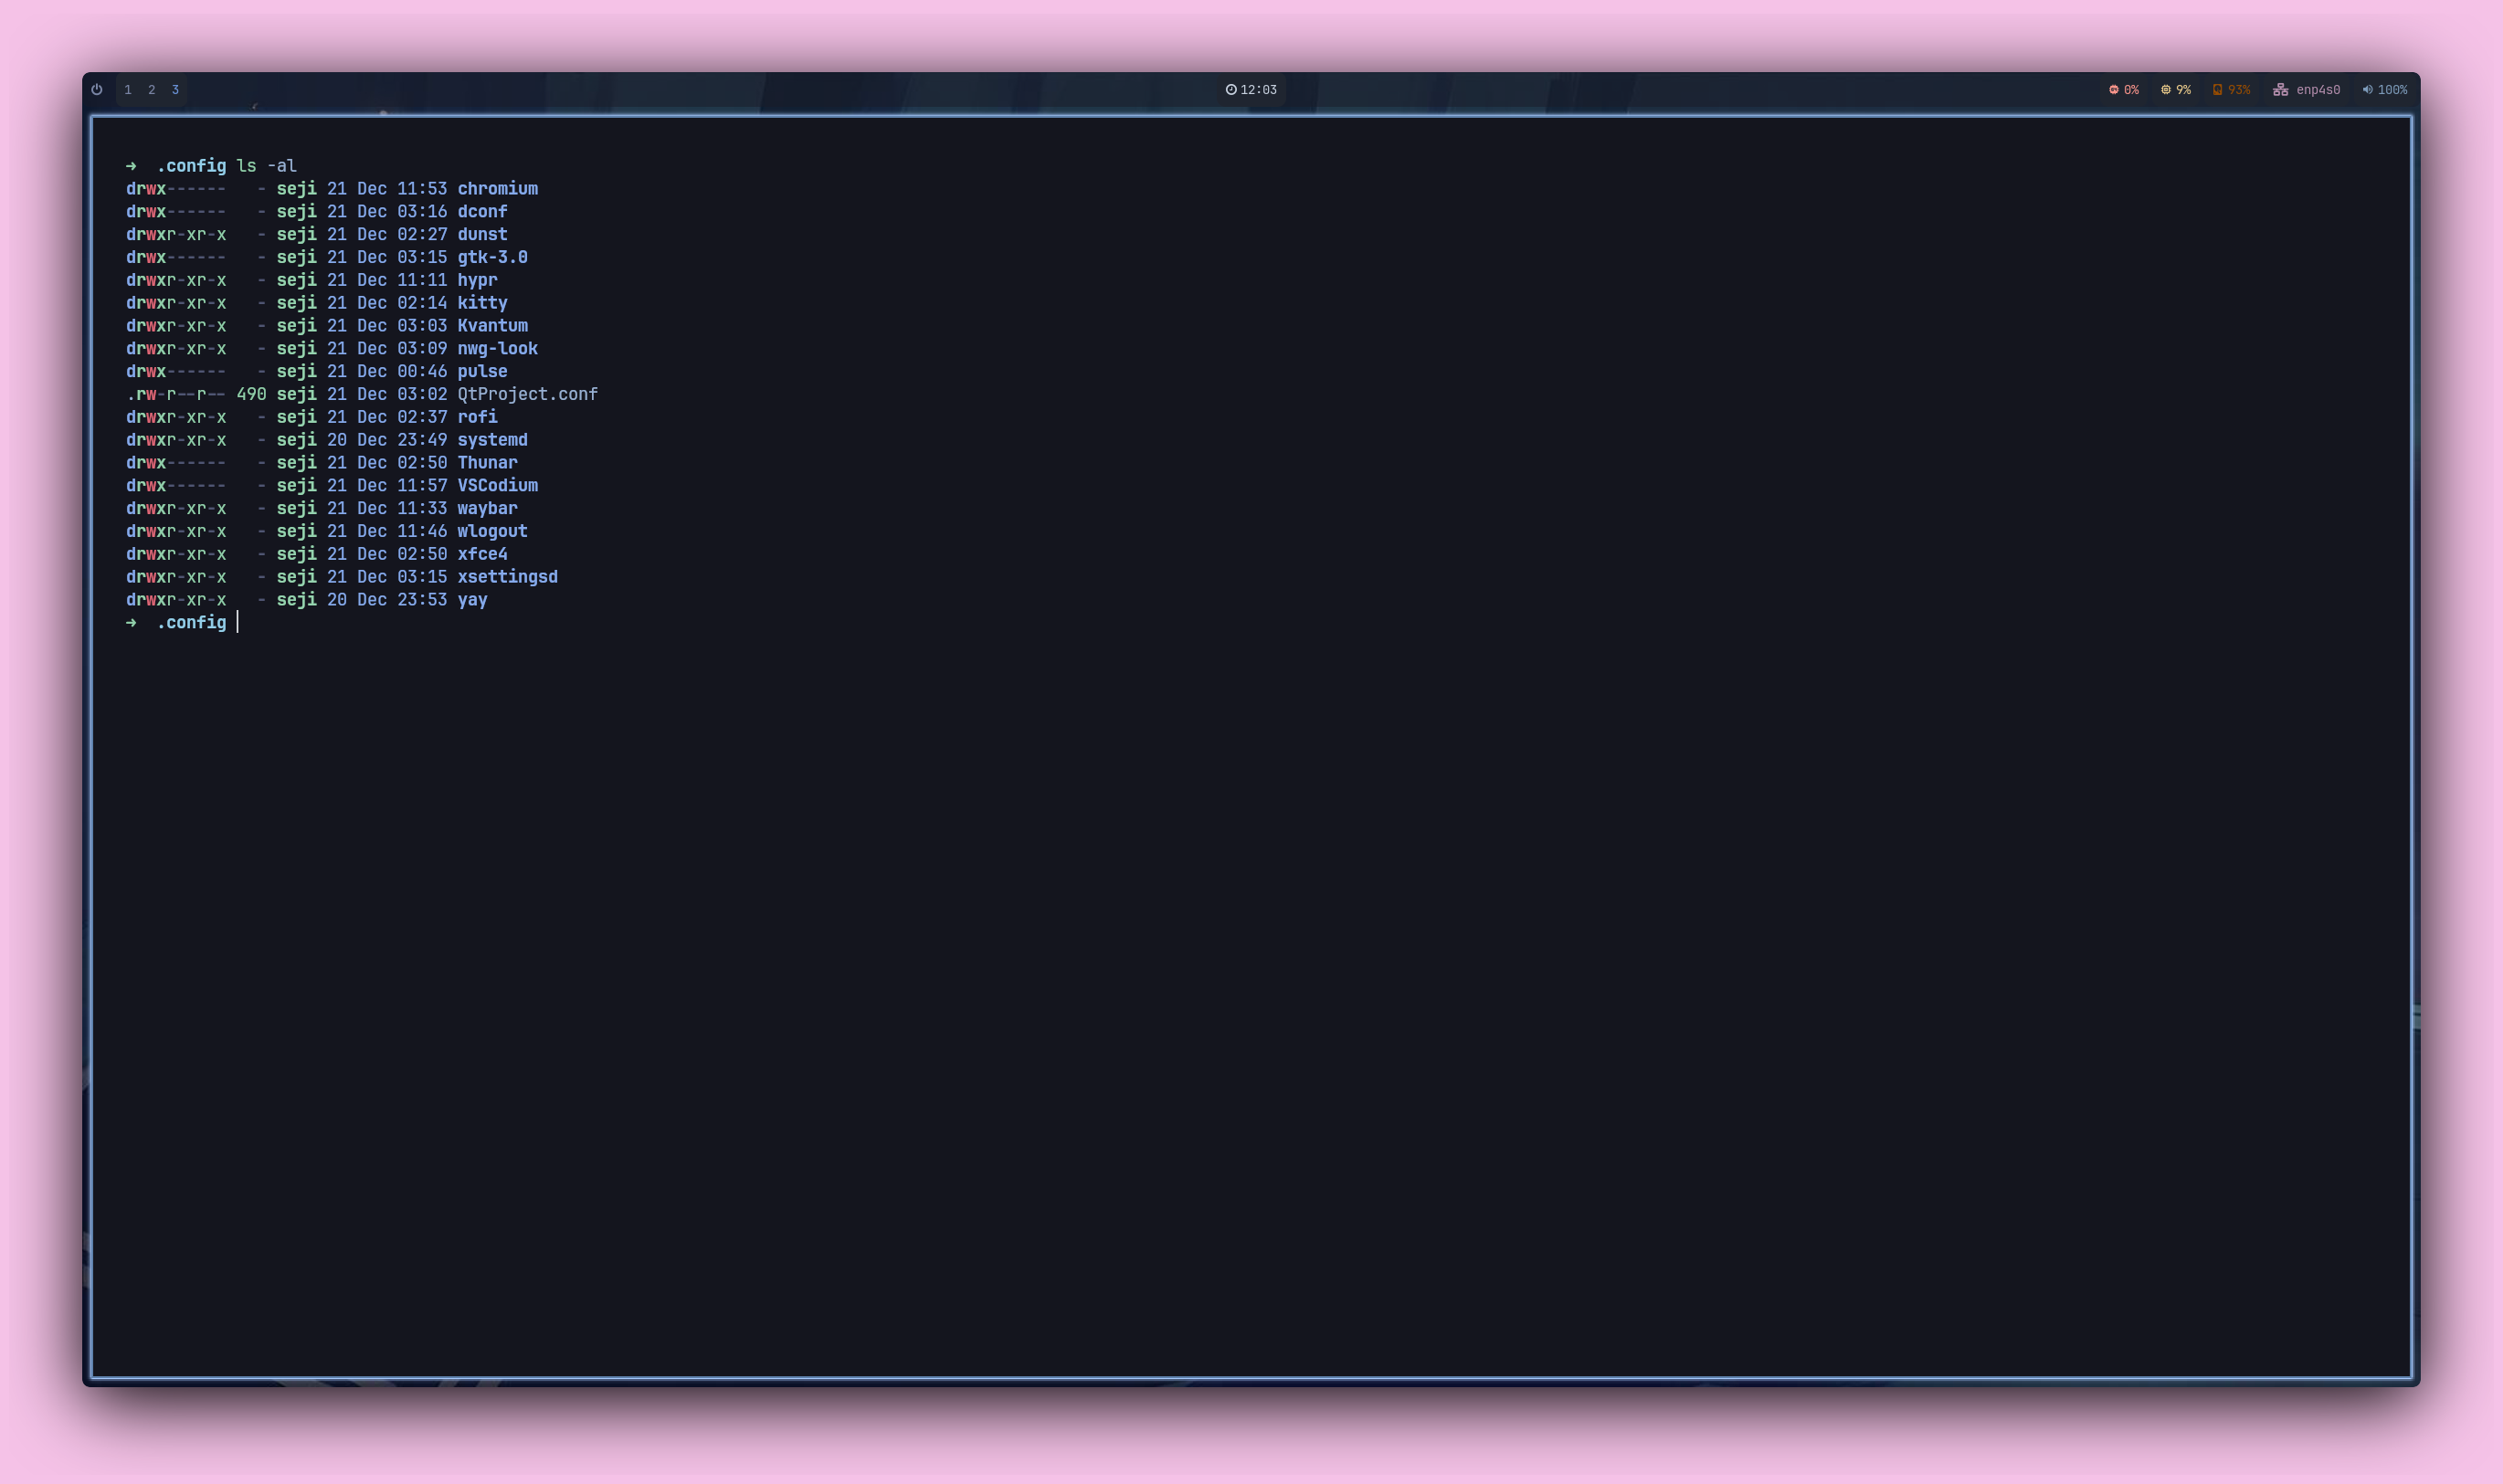 1 2 3 12:03 0% 9% 93% enp4s0 100%
➜  .config ls -al
drwx------   - seji 21 Dec 11:53 chromium
drwx------   - seji 21 Dec 03:16 dconf
drwxr-xr-x   - seji 21 Dec 02:27 dunst
drwx------   - seji 21 Dec 03:15 gtk-3.0
drwxr-xr-x   - seji 21 Dec 11:11 hypr
drwxr-xr-x   - seji 21 Dec 02:14 kitty
drwxr-xr-x   - seji 21 Dec 03:03 Kvantum
drwxr-xr-x   - seji 21 Dec 03:09 nwg-look
drwx------   - seji 21 Dec 00:46 pulse
.rw-r--r-- 490 seji 21 Dec 03:02 QtProject.conf
drwxr-xr-x   - seji 21 Dec 02:37 rofi
drwxr-xr-x   - seji 20 Dec 23:49 systemd
drwx------   - seji 21 Dec 02:50 Thunar
drwx------   - seji 21 Dec 11:57 VSCodium
drwxr-xr-x   - seji 21 Dec 11:33 waybar
drwxr-xr-x   - seji 21 Dec 11:46 wlogout
drwxr-xr-x   - seji 21 Dec 02:50 xfce4
drwxr-xr-x   - seji 21 Dec 03:15 xsettingsd
drwxr-xr-x   - seji 20 Dec 23:53 yay
➜  .config